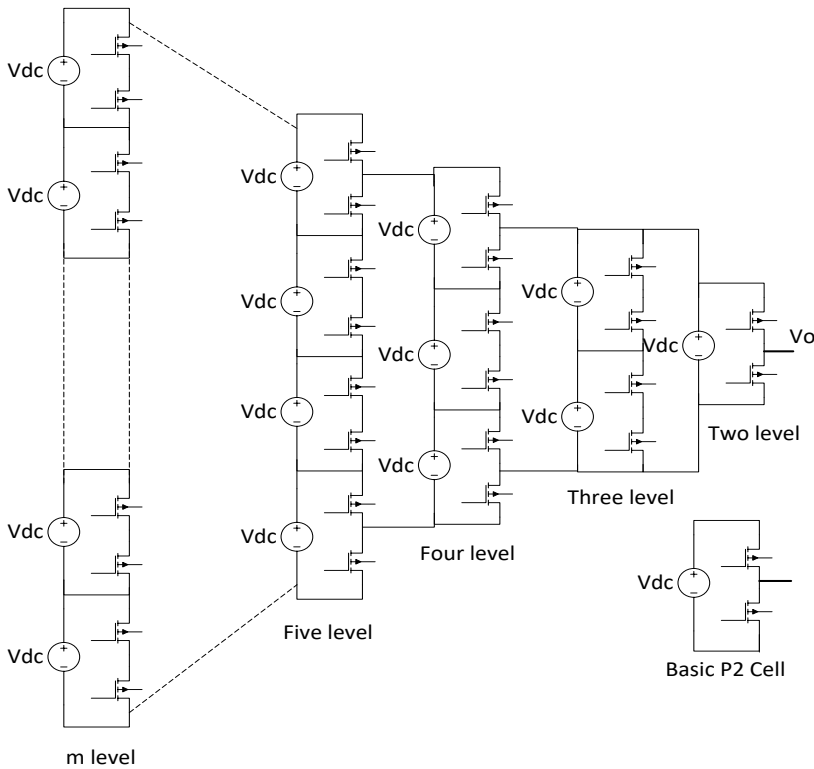 Vdc
Vdc
Vdc
Vdc
m level
Vdc
Vdc
Vdc
Vdc
Five level
Vdc
Vdc
Vdc
Four level
Vdc
Vdc
Three level
Vdc
Vo
Two level
Vdc
Basic P2 Cell